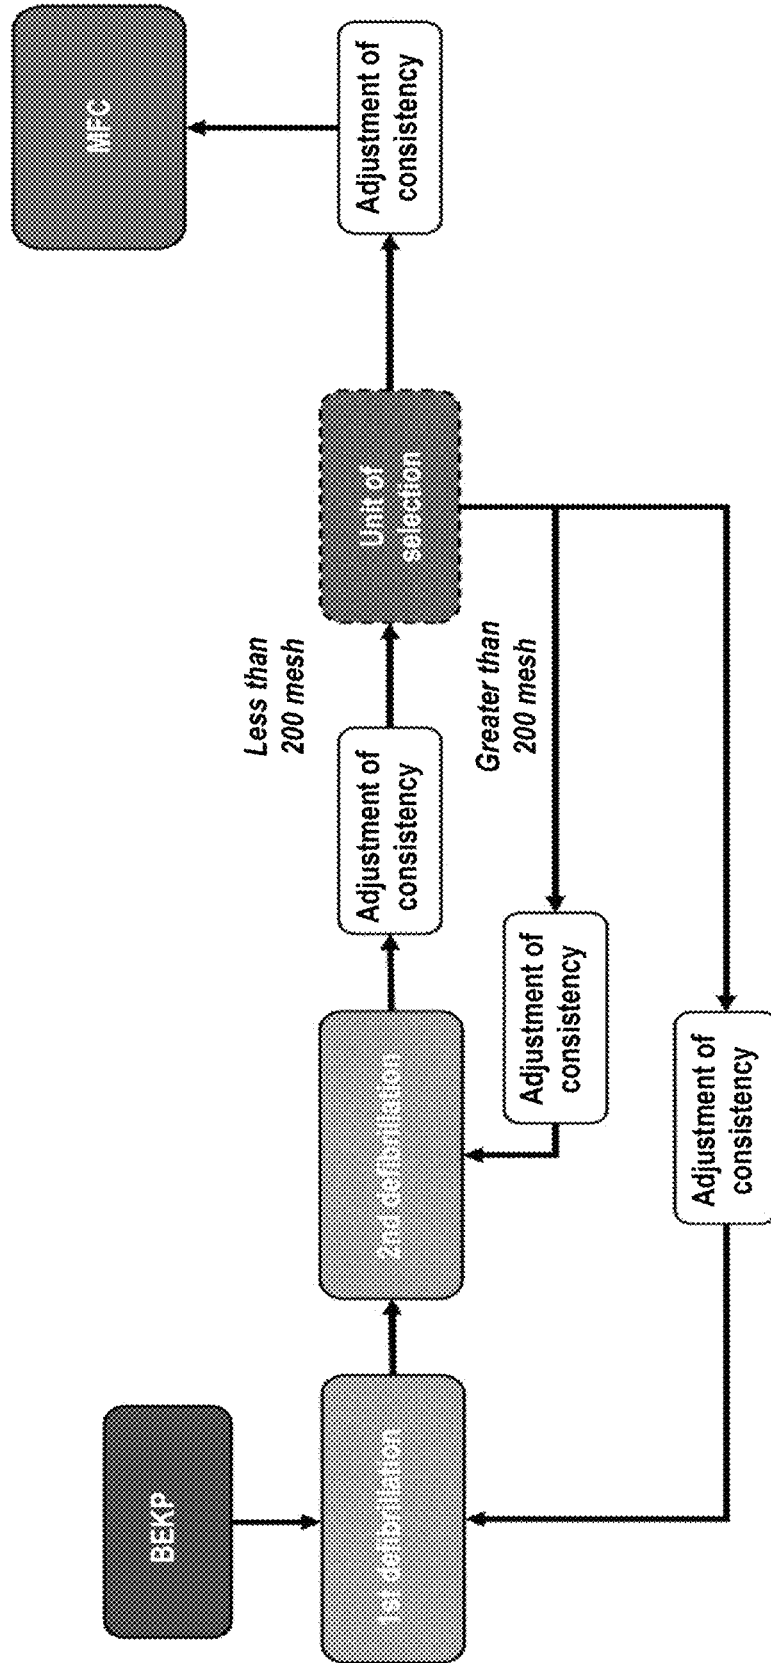 BEKP
1st defibrillation
2nd defibrillation
Adjustment of
consistency
Less than
200 mesh
Unit of
selection
Adjustment of
consistency
MFC
Greater than
200 mesh
Adjustment of
consistency
Adjustment of
consistency